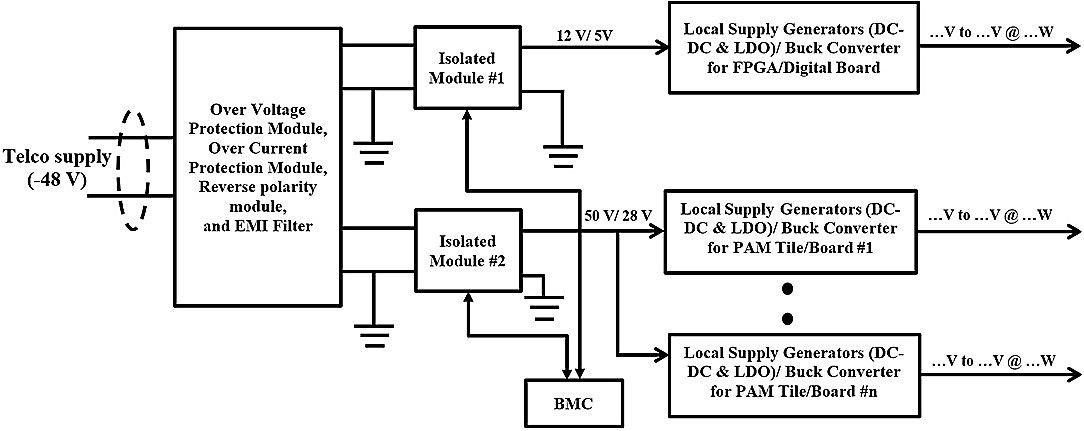 Telco supply
(-48 V)
Over Voltage
Protection Module,
Over Current
Protection Module,
Reverse polarity
module,
and EMI Filter
Isolated
Module #1
12 V/ 5V
Local Supply Generators (DC-
DC & LDO)/ Buck Converter
for FPGA/Digital Board
...V to ...V @ ...W
Isolated
Module #2
50 V/ 28 V
Local Supply Generators (DC-
DC & LDO)/ Buck Converter
for PAM Tile/Board #1
...V to ...V @ ...W
Local Supply Generators (DC-
DC & LDO)/ Buck Converter
for PAM Tile/Board #n
...V to ...V @ ...W
BMC